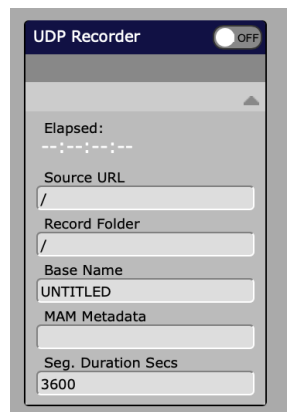 UDP Recorder OFF
Elapsed:
--:--:--:--
Source URL
/
Record Folder
/
Base Name
UNTITLED
MAM Metadata
Seg. Duration Secs
3600